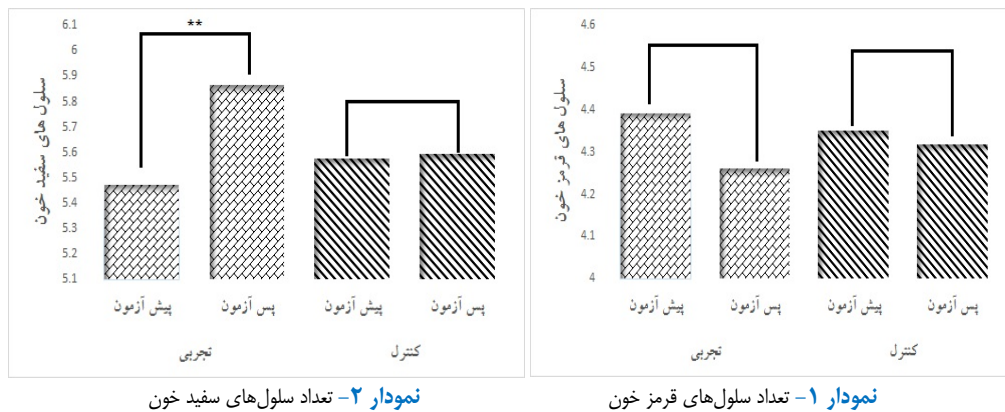 6.1
6
5.9
5.8
5.7
5.6
5.5
5.4
5.3
5.2
5.1
سلول های سفید خون
**
پیش آزمون
پس آزمون
پیش آزمون
پس آزمون
تجربی
کنترل
نمودار ۲- تعداد سلول‌های سفید خون
4.6
4.5
4.4
4.3
4.2
4.1
4
سلول های قرمز خون
پیش آزمون
پس آزمون
پیش آزمون
پس آزمون
تجربی
کنترل
نمودار ۱- تعداد سلول‌های قرمز خون